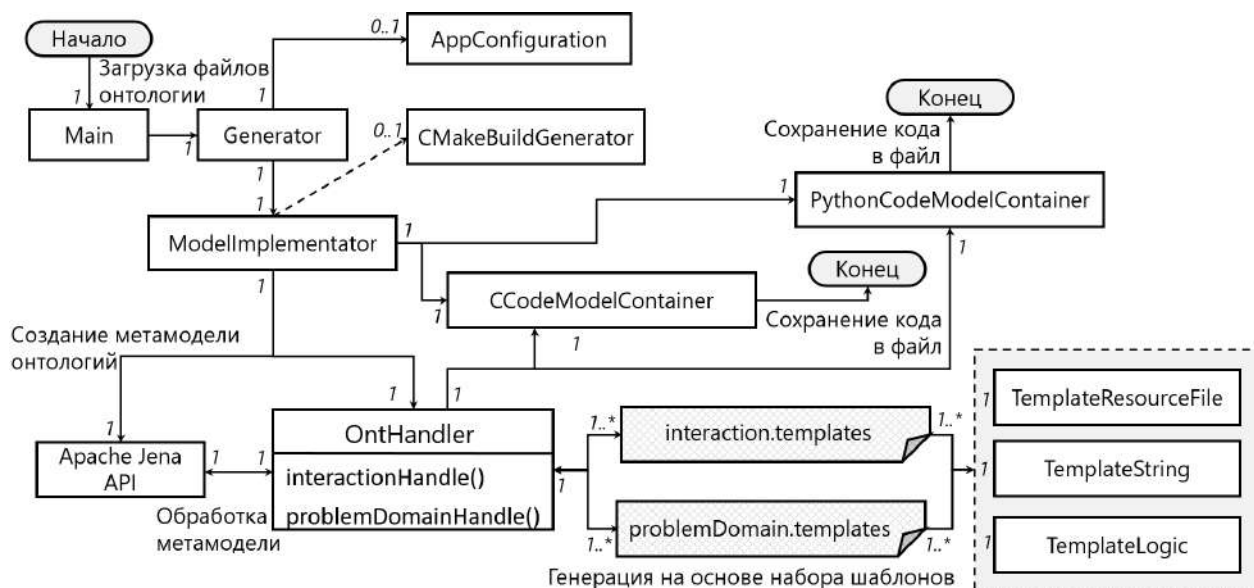 Начало
0..1
AppConfiguration
Загрузка файлов
онтологии
1
1
Main
1
Generator
0..1
CMakeBuildGenerator
Конец
Сохранение кода
в файл
1
1
1
PythonCodeModelContainer
ModelImplementator
1
1
1
Конец
CCodeModelContainer
1
Сохранение кода
в файл
1
Создание метамодели
онтологий
1
1
1
OntHandler
interactionHandle()
problemDomainHandle()
Apache Jena
API
1
1
Обработка
метамодели
1
1..*
interaction.templates
1..*
problemDomain.templates
1..*
1..*
Генерация на основе набора шаблонов
1
TemplateResourceFile
1
TemplateString
1
TemplateLogic